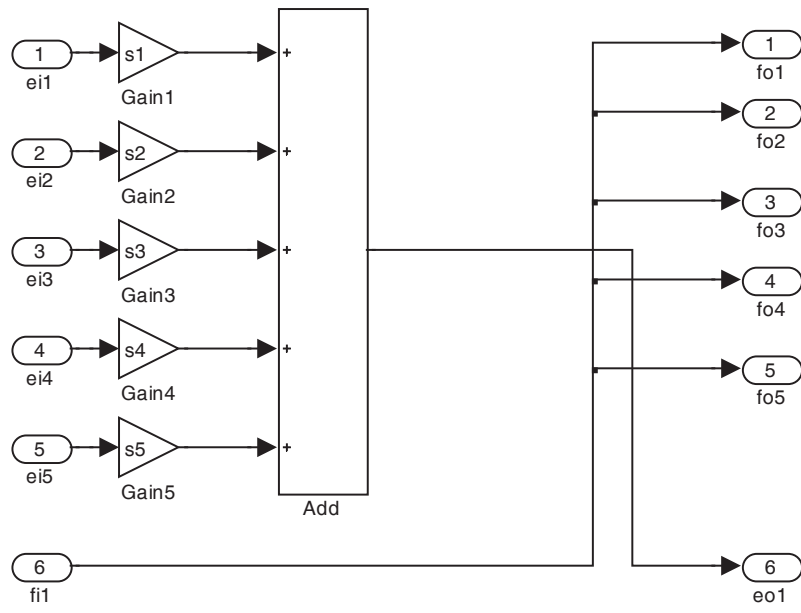 1
ei1
s1
Gain1
+
2
ei2
s2
Gain2
+
3
ei3
s3
Gain3
+
4
ei4
s4
Gain4
+
5
ei5
s5
Gain5
+
Add
6
fi1
1
fo1
2
fo2
3
fo3
4
fo4
5
fo5
6
eo1